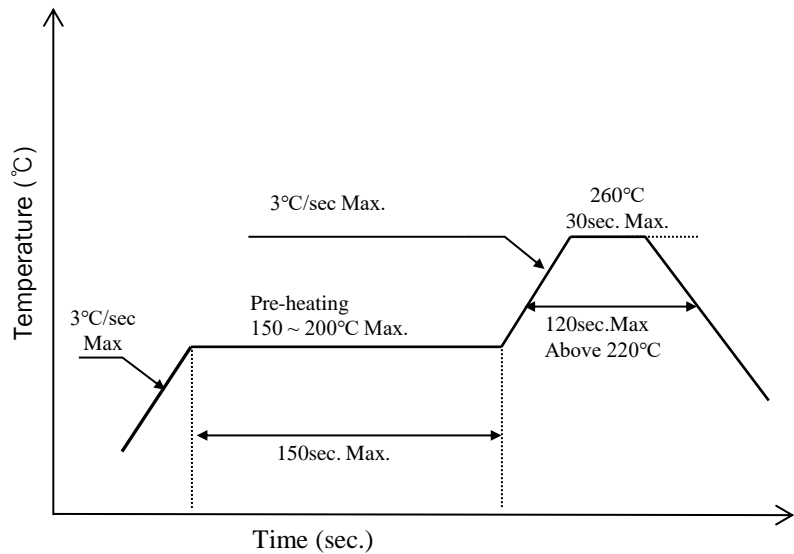 Temperature (℃)
260℃
30sec. Max.
3℃/sec Max.
Pre-heating
150 ~ 200℃ Max.
3℃/sec
Max
120sec.Max
Above 220℃
150sec. Max.
Time (sec.)